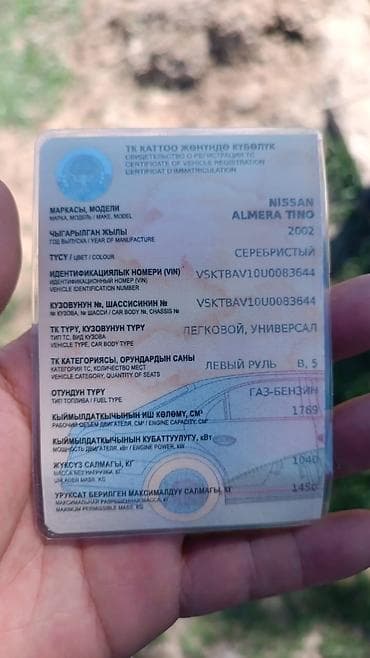 ТК КАТТОО ЖӨНҮНДӨ КҮБӨЛҮК
СВИДЕТЕЛЬСТВО О РЕГИСТРАЦИИ ТС
CERTIFICATE OF VEHICLE REGISTRATION
CERTIFICAT D'IMMATRICULATION
МАРКАСЫ, МОДЕЛИ NISSAN
МАРКА, МОДЕЛЬ / MAKE, MODEL ALMERA TINO
ЧЫГАРЫЛГАН ЖЫЛЫ 2002
ГОД ВЫПУСКА / YEAR OF MANUFACTURE
ТҮСҮ / ЦВЕТ / COLOUR СЕРЕБРИСТЫЙ
ИДЕНТИФИКАЦИЯЛЫК НОМЕРИ (VIN) VSKTBAV10U0083644
ИДЕНТИФИКАЦИОННЫЙ НОМЕР (VIN)
VEHICLE IDENTIFICATION NUMBER
КУЗОВУНУН №, ШАССИСИНИН № VSKTBAV10U0083644
№ КУЗОВА, № ШАССИ / CAR BODY №, CHASSIS №
ТК ТҮРҮ, КУЗОВУНУН ТҮРҮ ЛЕГКОВОЙ, УНИВЕРСАЛ
ТИП ТС, ВИД КУЗОВА
VEHICLE TYPE, CAR BODY TYPE
ТК КАТЕГОРИЯСЫ, ОРУНДАРДЫН САНЫ ЛЕВЫЙ РУЛЬ B, 5
КАТЕГОРИЯ ТС, КОЛИЧЕСТВО МЕСТ
VEHICLE CATEGORY, QUANTITY OF SEATS
ОТУНДУН ТҮРҮ ГАЗ-БЕНЗИН
ТИП ТОПЛИВА / FUEL TYPE
КЫЙМЫЛДАТКЫЧЫНЫН ИШ КӨЛӨМҮ, СМ³ 1769
РАБОЧИЙ ОБЪЕМ ДВИГАТЕЛЯ, СМ³ / ENGINE CAPACITY, CM³
КЫЙМЫЛДАТКЫЧЫНЫН КУБАТТУУЛУГУ, кВт
МОЩНОСТЬ ДВИГАТЕЛЯ, кВт / ENGINE POWER, kW
ЖҮКСҮЗ САЛМАГЫ, КГ 1040
МАССА БЕЗ НАГРУЗКИ, КГ
UNLADEN MASS, KG
УРУКСАТ БЕРИЛГЕН МАКСИМАЛДУУ САЛМАГЫ, КГ 1450
МАКСИМАЛЬНАЯ РАЗРЕШЕННАЯ МАССА, КГ
MAXIMUM PERMISSIBLE MASS, KG